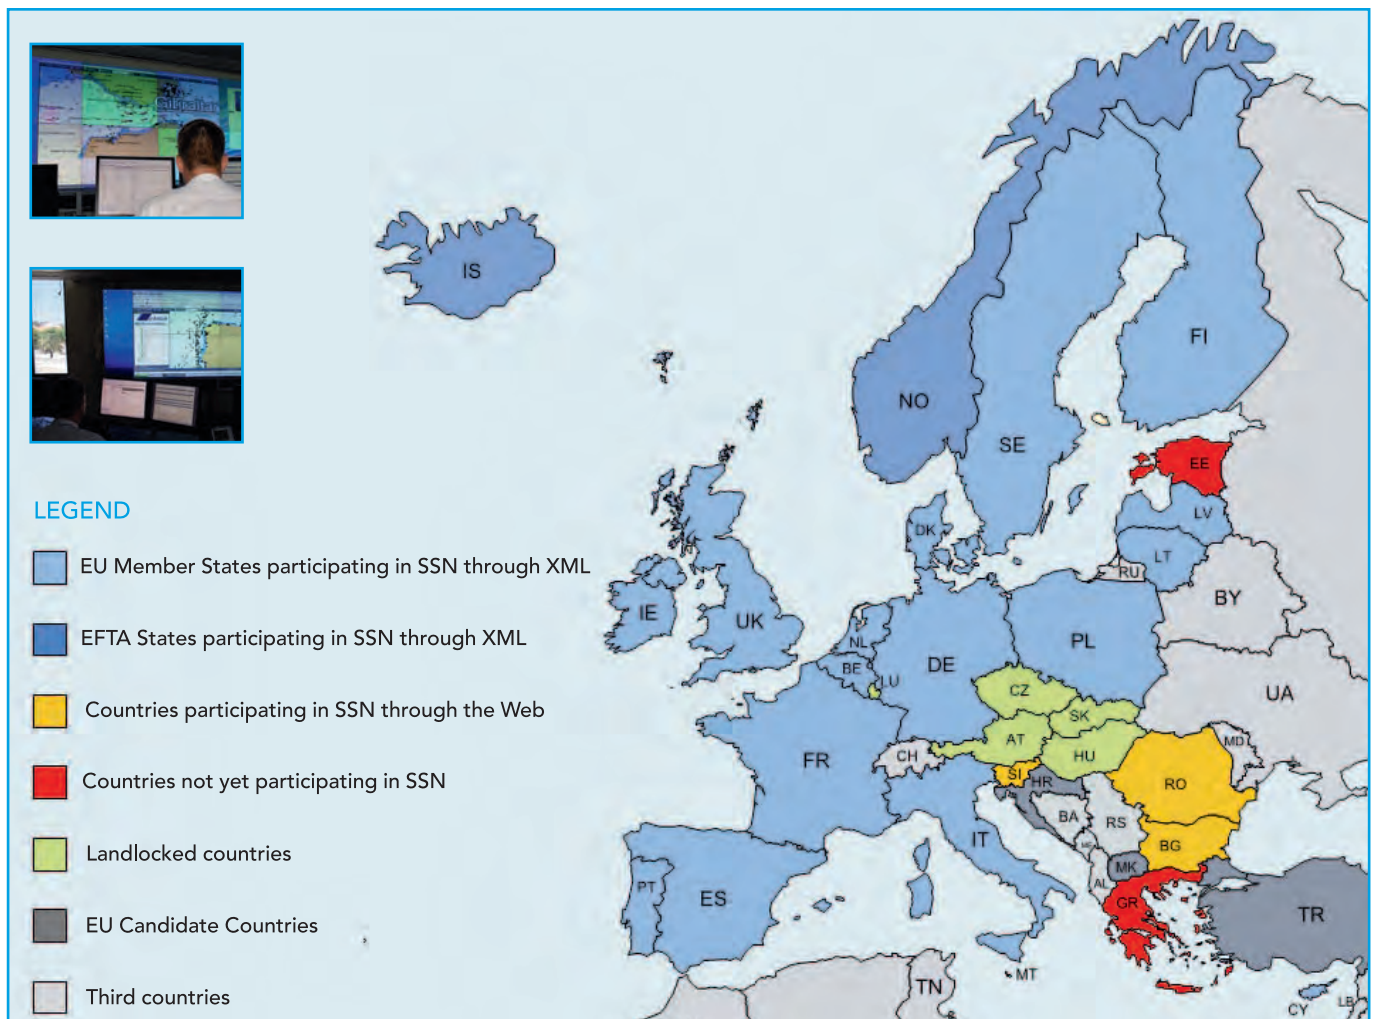 Gibraltar
IS
FI
NO
SE
EE
LEGEND
LV
DK
EU Member States participating in SSN through XML
LT
RU
IE
UK
BY
EFTA States participating in SSN through XML
NL
PL
BE
DE
LU
CZ
UA
Countries participating in SSN through the Web
SK
AT
MD
CH
HU
FR
SI
HR
RO
Countries not yet participating in SSN
BA
RS
IT
BG
Landlocked countries
MK
PT
AL
ES
GR
TR
EU Candidate Countries
MT
TN
Third countries
CY
LB